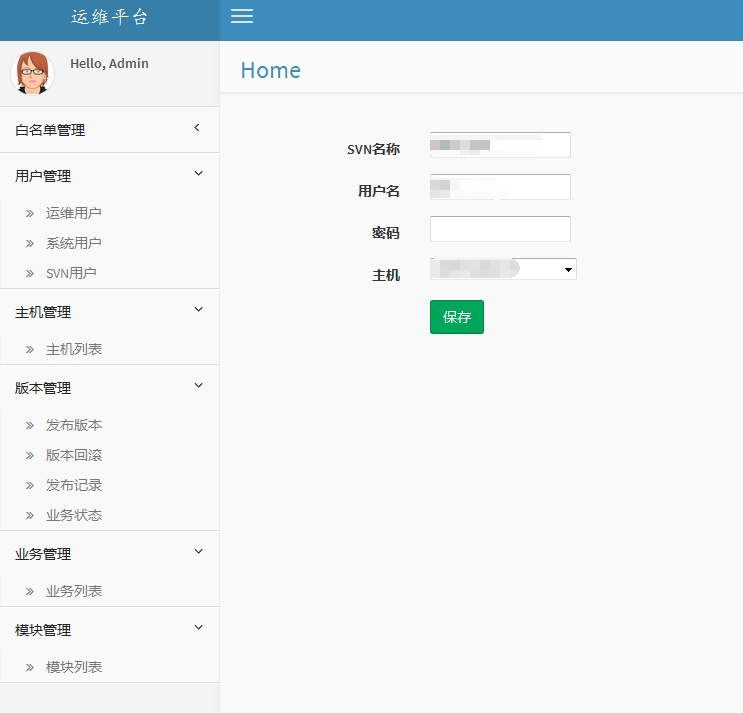 运维平台
Hello, Admin
白名单管理
用户管理
运维用户
系统用户
SVN用户
主机管理
主机列表
版本管理
发布版本
版本回滚
发布记录
业务状态
业务管理
业务列表
模块管理
模块列表
Home
SVN名称
用户名
密码
主机
保存